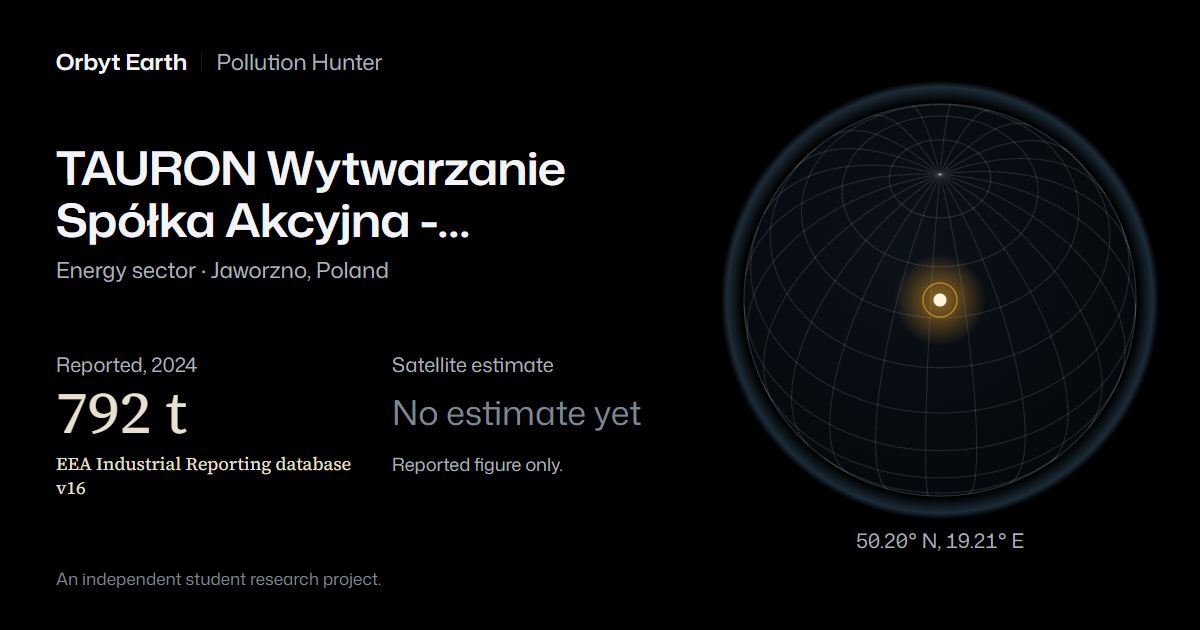 Orbyt Earth | Pollution Hunter
TAURON Wytwarzanie
Spółka Akcyjna -...
Energy sector · Jaworzno, Poland
Reported, 2024
792 t
EEA Industrial Reporting database
v16
Satellite estimate
No estimate yet
Reported figure only.
50.20° N, 19.21° E
An independent student research project.